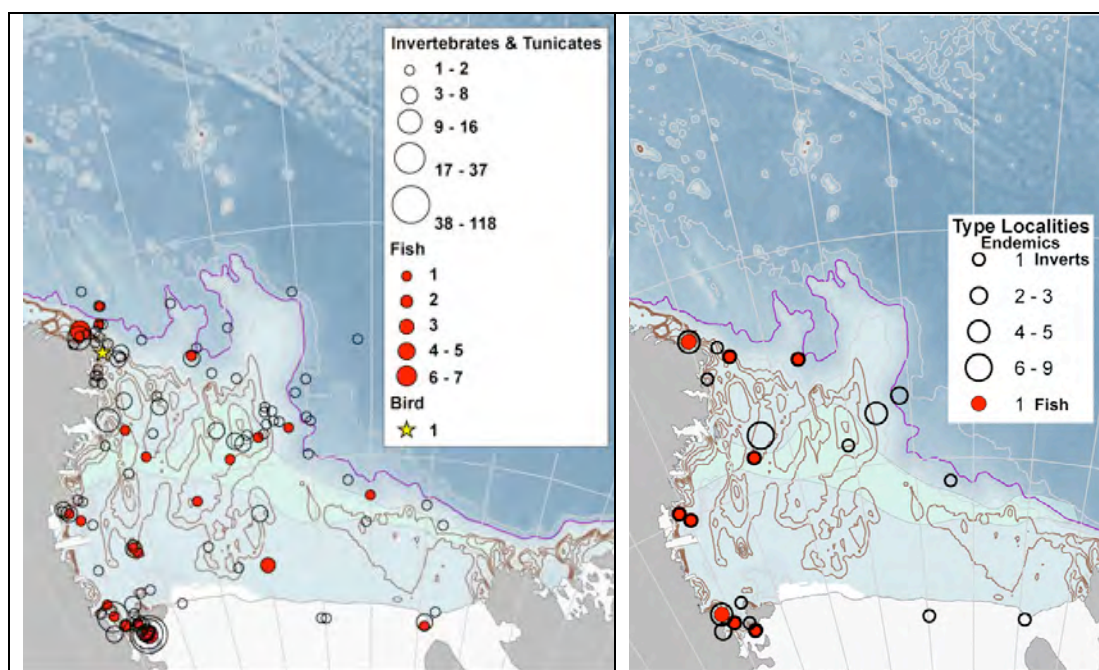 Invertebrates & Tunicates
1 - 2
3 - 8
9 - 16
17 - 37
38 - 118
Fish
1
2
3
4 - 5
6 - 7
Bird
1
Type Localities
Endemics
1 Inverts
2 - 3
4 - 5
6 - 9
1 Fish